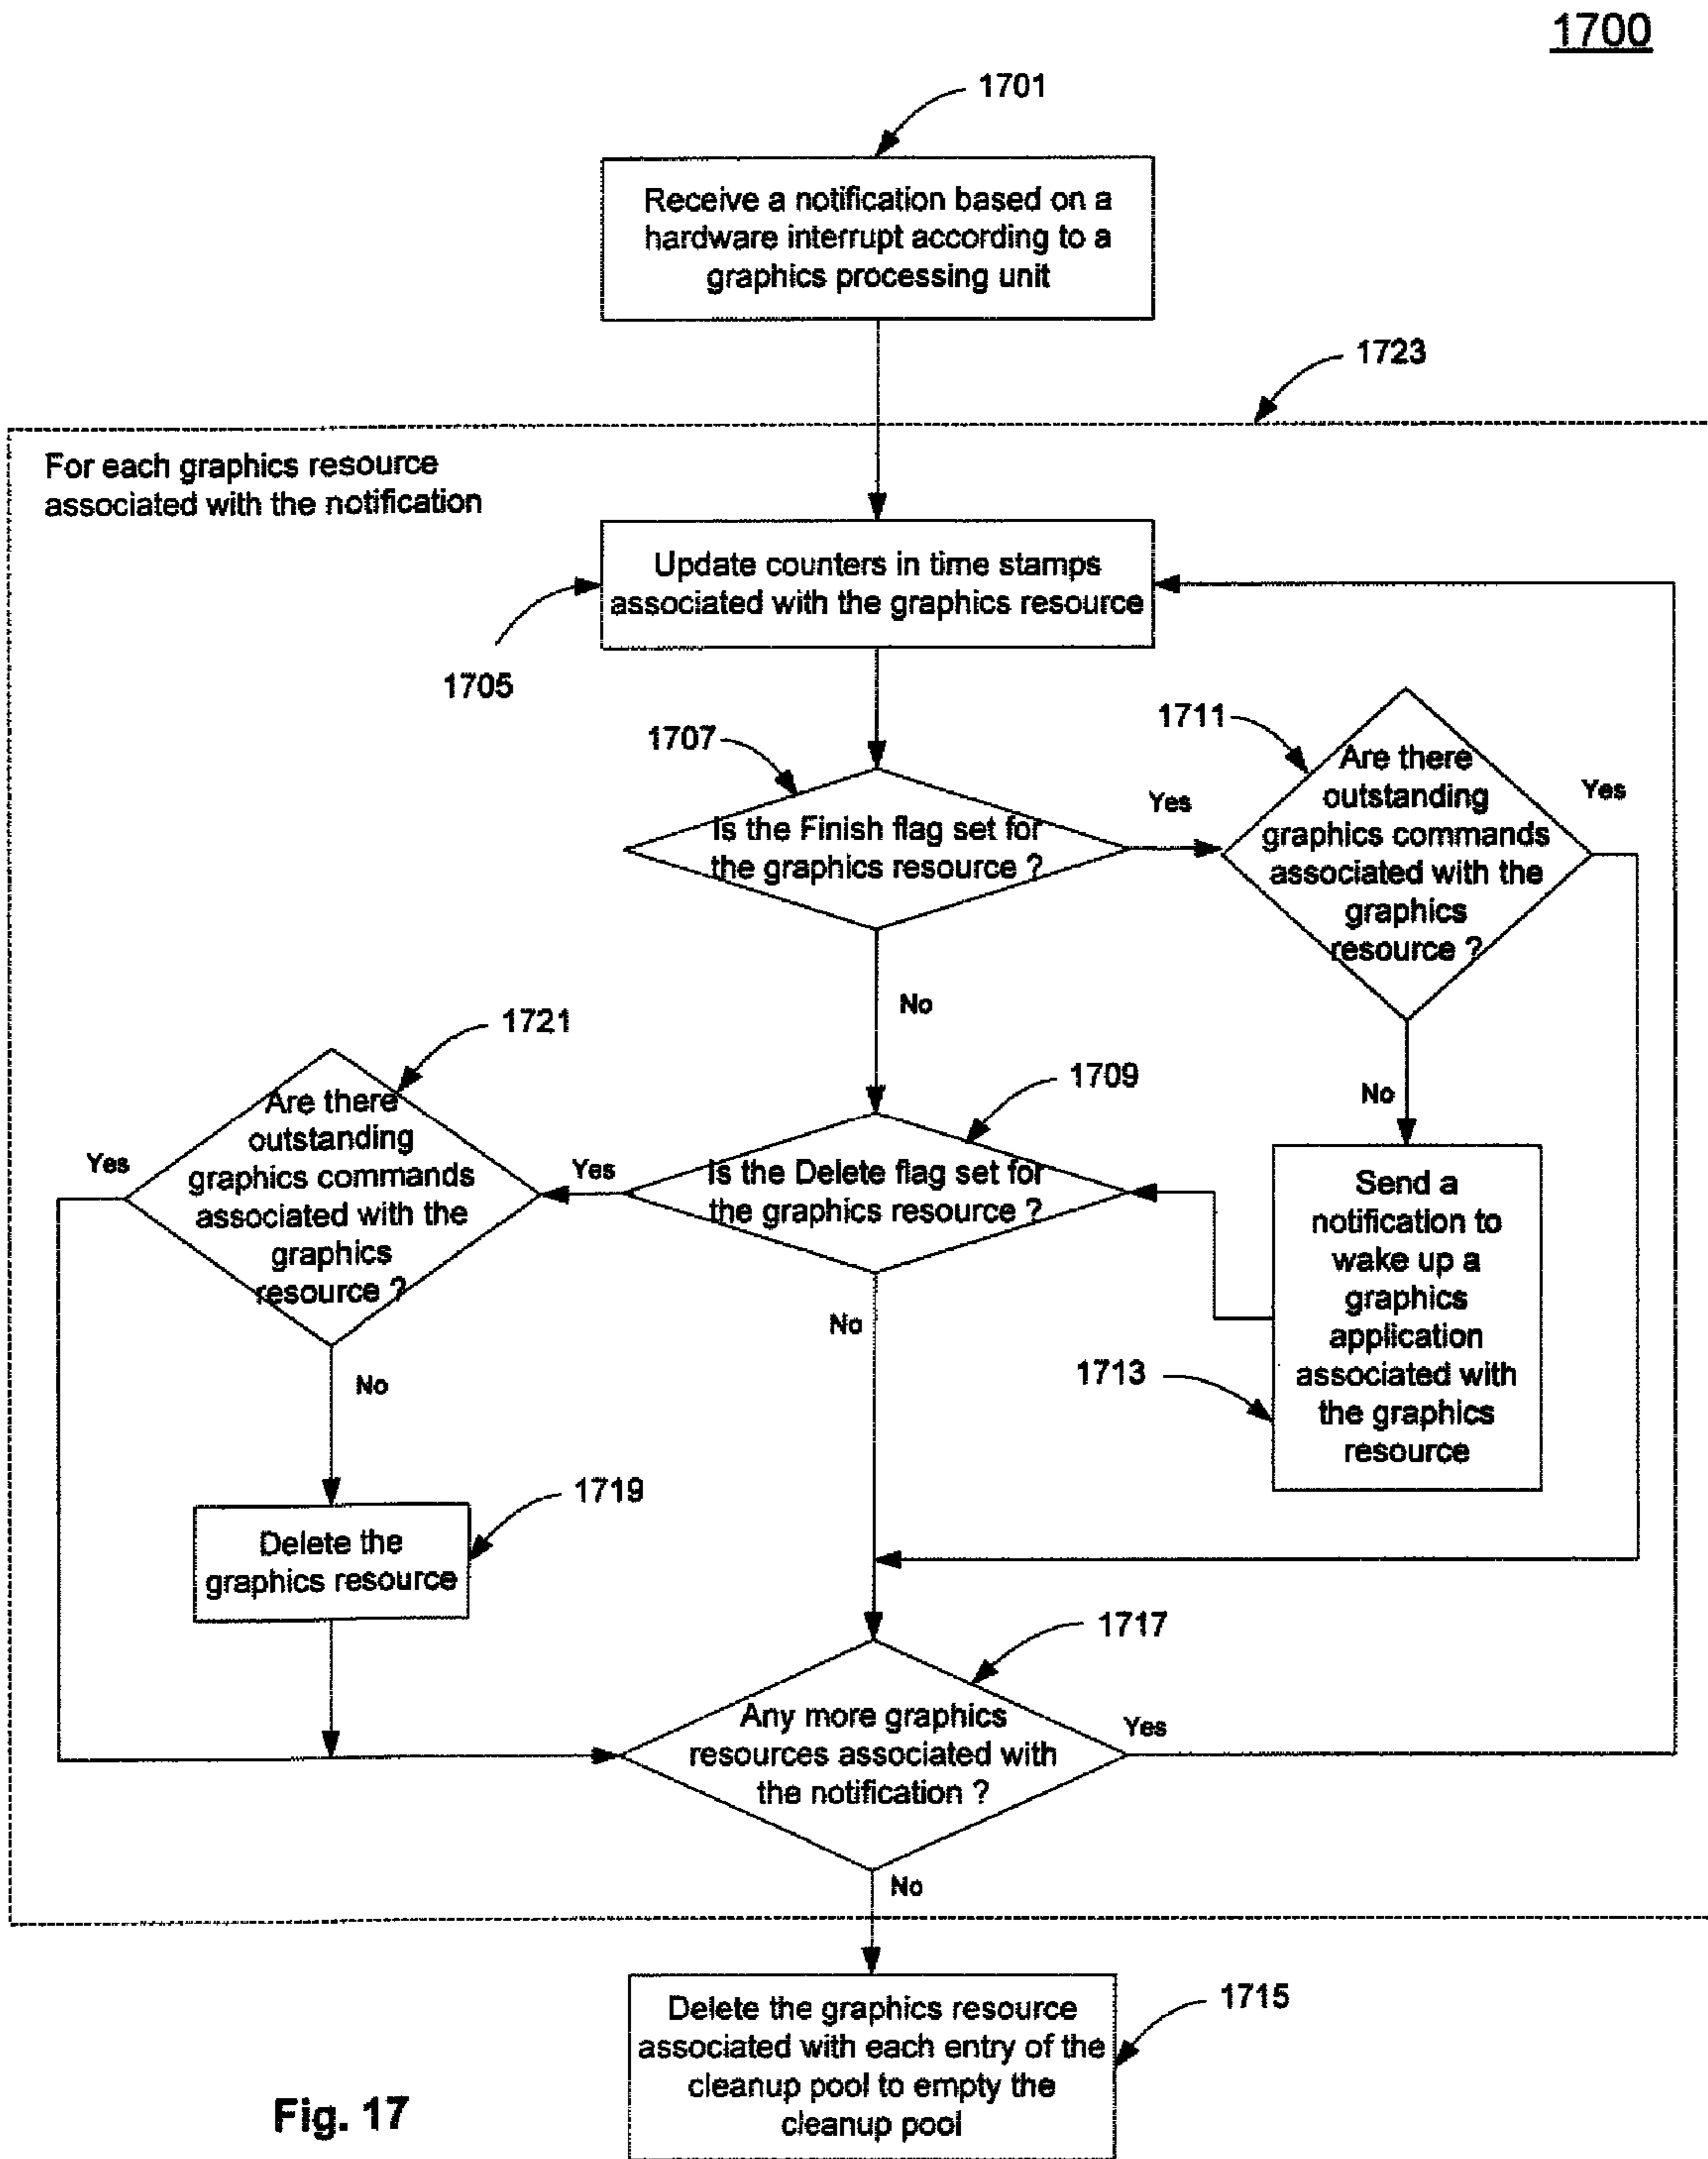 1700
1701
Receive a notification based on a
hardware interrupt according to a
graphics processing unit
1723
For each graphics resource
associated with the notification
Update counters in time stamps
associated with the graphics resource
1705
1707
Is the Finish flag set for
the graphics resource ?
Yes
No
1711
Are there
outstanding
graphics commands
associated with the
graphics
resource ?
Yes
No
1721
Are there
outstanding
graphics commands
associated with the
graphics
resource ?
Yes
No
1709
Is the Delete flag set for
the graphics resource ?
Yes
No
Send a
notification to
wake up a
graphics
application
associated with
the graphics
resource
1713
1719
Delete the
graphics resource
1717
Any more graphics
resources associated with
the notification ?
Yes
No
1715
Delete the graphics resource
associated with each entry of the
cleanup pool to empty the
cleanup pool
Fig. 17